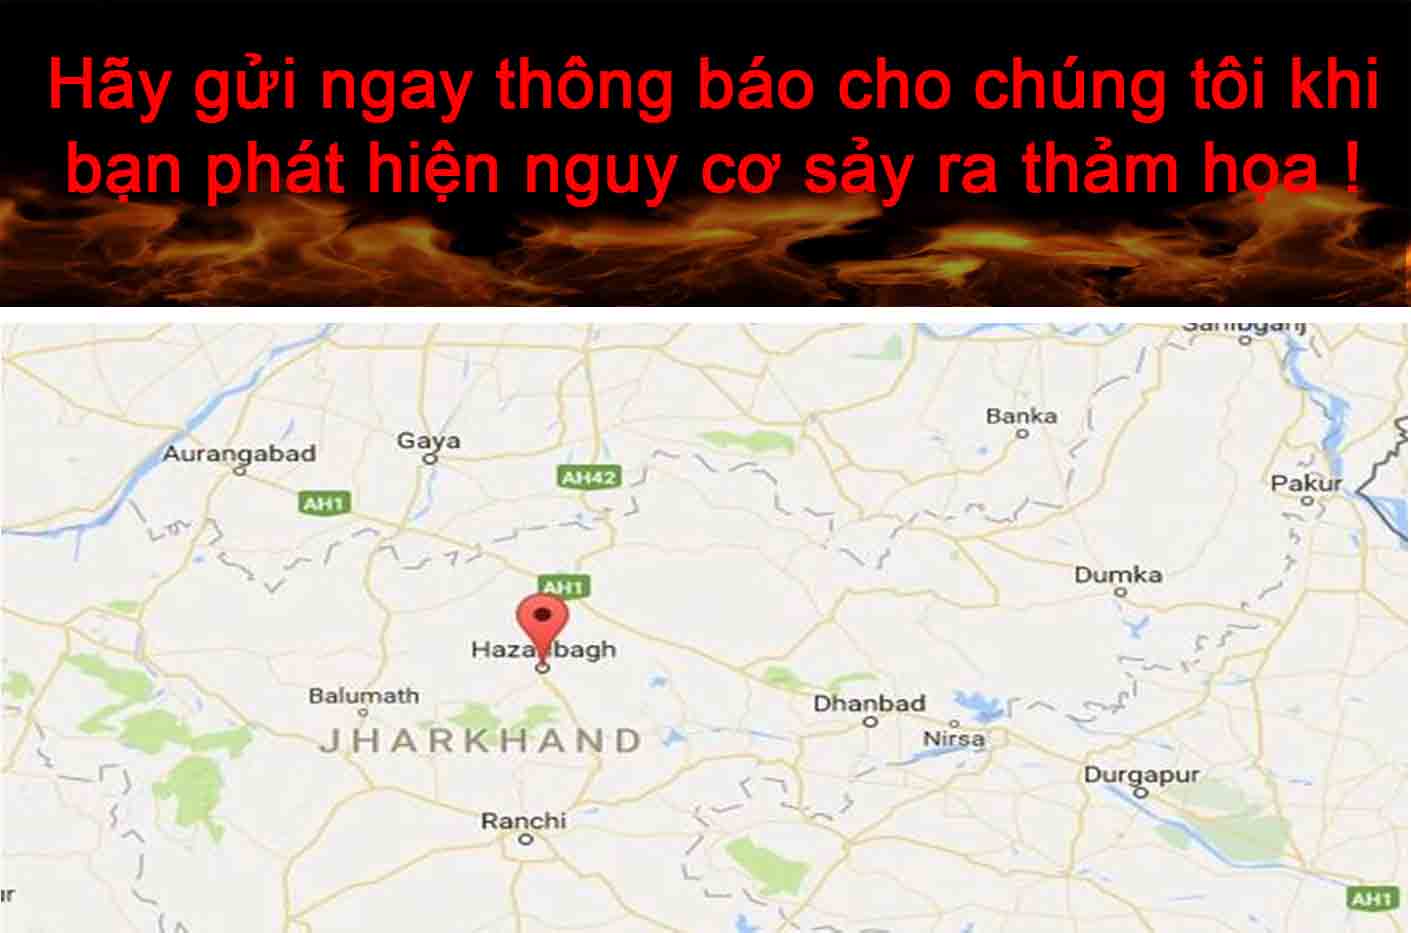 Hãy gửi ngay thông báo cho chúng tôi khi
bạn phát hiện nguy cơ sảy ra thảm họa !
Banka
Gaya
Aurangabad
AH42
Pakur
AH1
Dumka
AH1
Hazaribagh
Balumath
Dhanbad
JHARKHAND
Nirsa
Durgapur
Ranchi
AH1